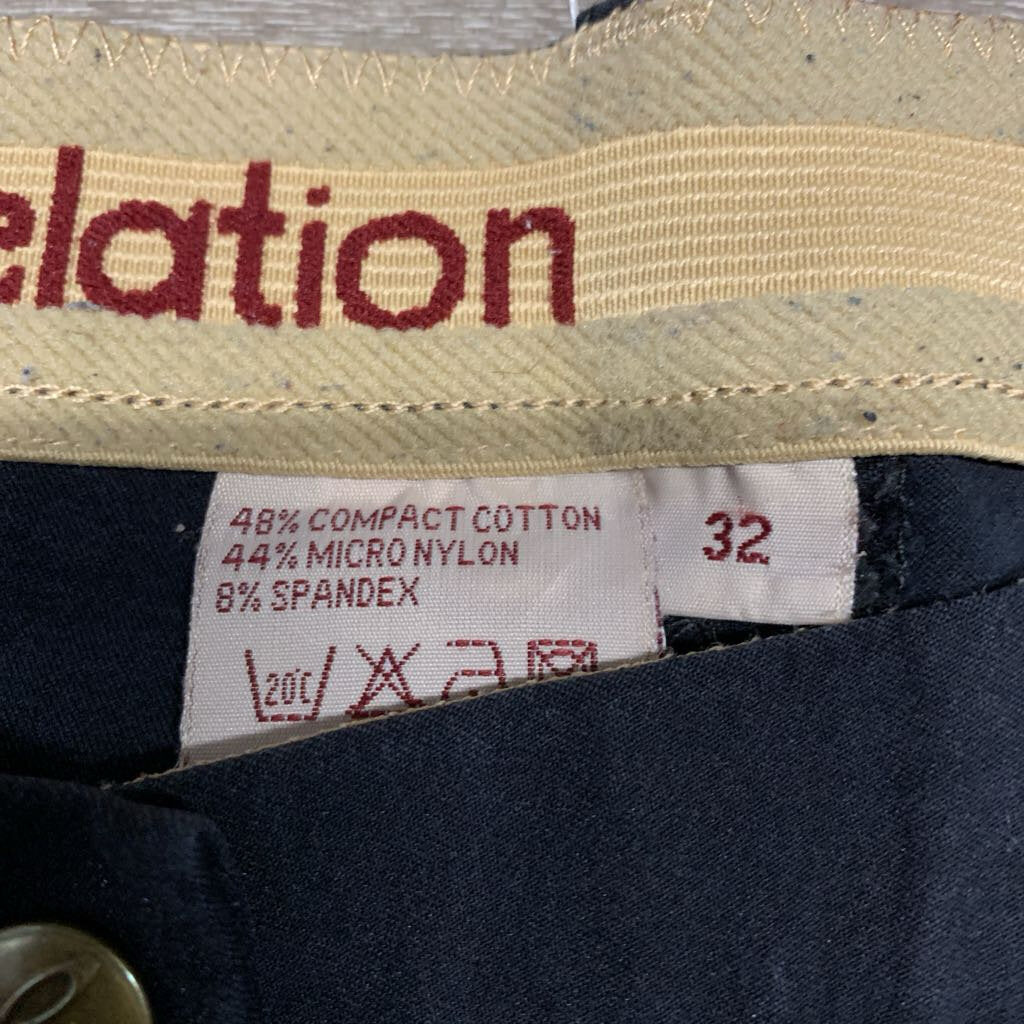 elation
48% COMPACT COTTON
44% MICRO NYLON
8% SPANDEX
32
20°C